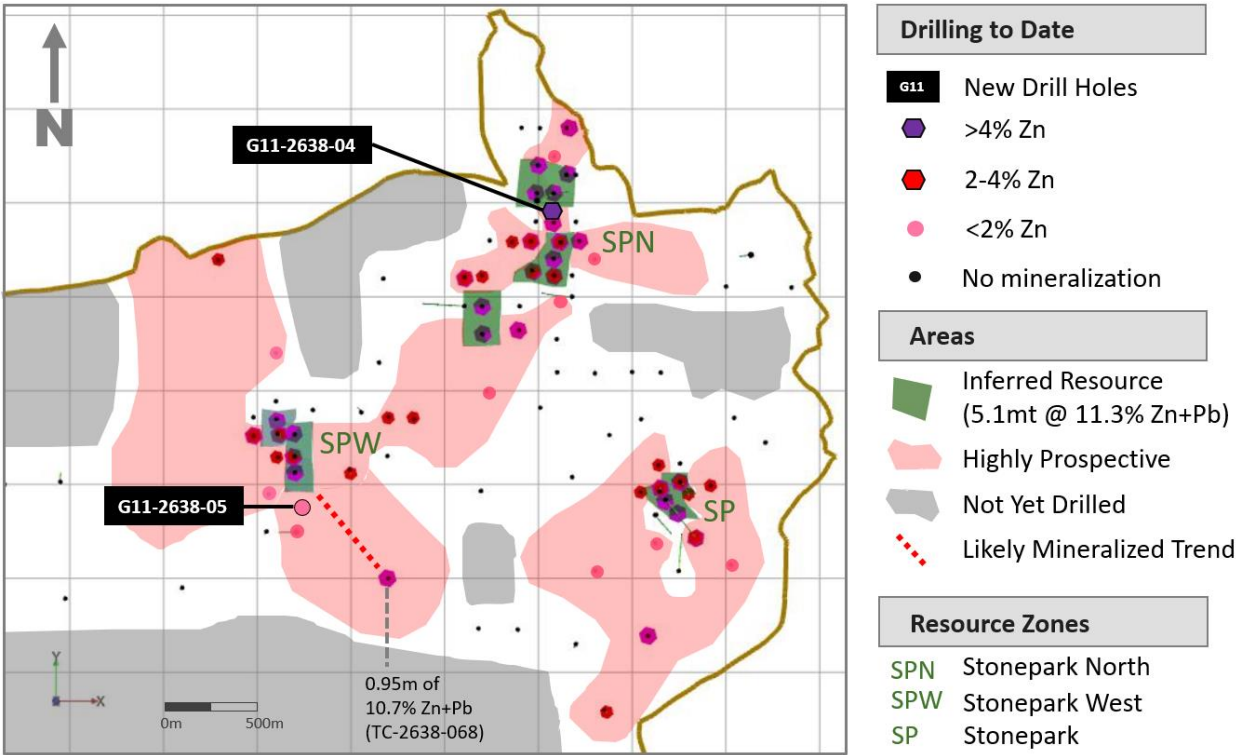 N
G11-2638-04
SPN
SPW
G11-2638-05
SP
Y
X
0m
500m
0.95m of
10.7% Zn+Pb
(TC-2638-068)
Drilling to Date
G11
New Drill Holes
>4% Zn
2-4% Zn
<2% Zn
No mineralization
Areas
Inferred Resource
(5.1mt @ 11.3% Zn+Pb)
Highly Prospective
Not Yet Drilled
Likely Mineralized Trend
Resource Zones
SPN Stonepark North
SPW Stonepark West
SP Stonepark